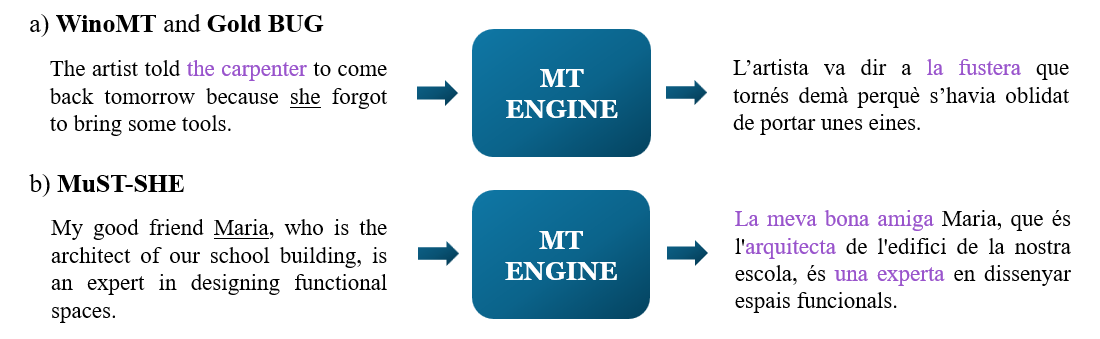 a) WinoMT and Gold BUG
The artist told the carpenter to come
back tomorrow because she forgot
to bring some tools.
MT
ENGINE
L’artista va dir a la fustera que
tornés demà perquè s’havia oblidat
de portar unes eines.
b) MuST-SHE
My good friend Maria, who is the
architect of our school building, is
an expert in designing functional
spaces.
MT
ENGINE
La meva bona amiga Maria, que és
l'arquitecta de l'edifici de la nostra
escola, és una experta en dissenyar
espais funcionals.